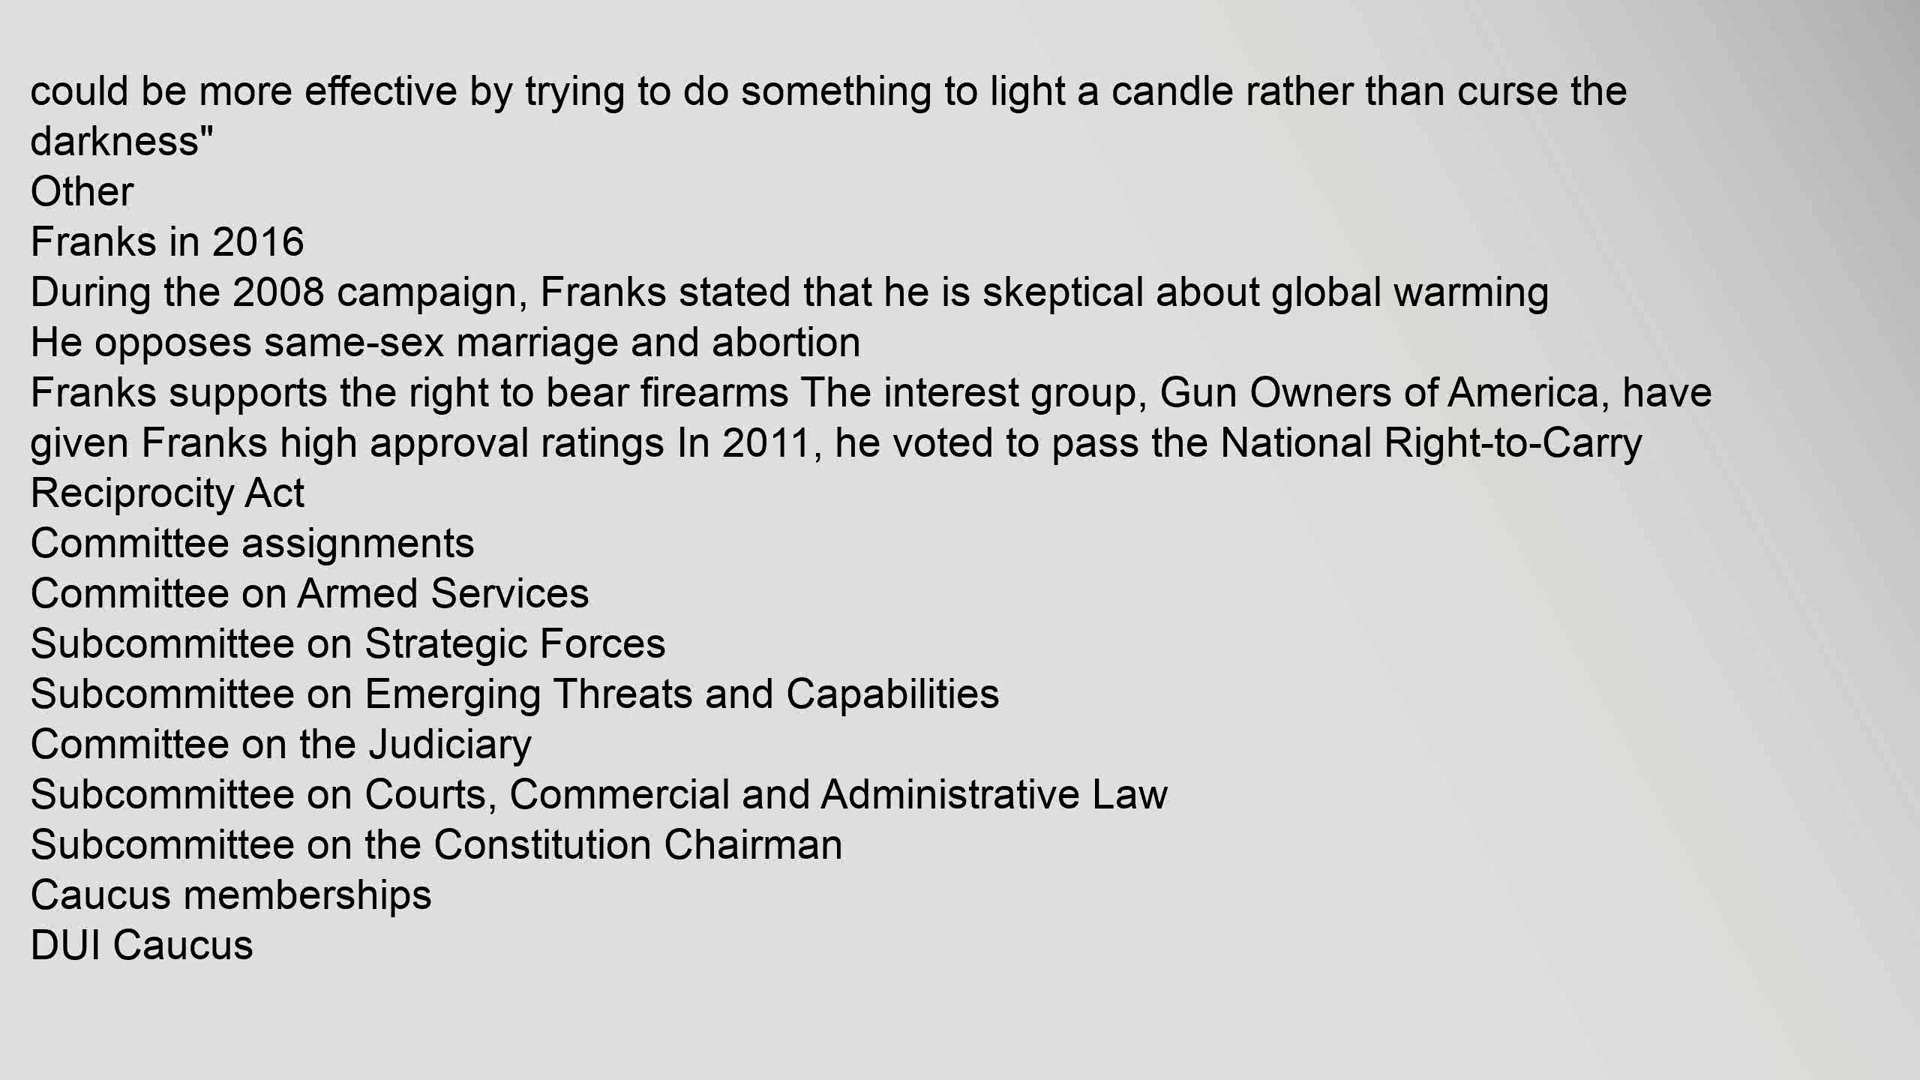 could be more effective by trying to do something to light a candle rather than curse the
darkness"
Other
Franks in 2016
During the 2008 campaign, Franks stated that he is skeptical about global warming
He opposes same-sex marriage and abortion
Franks supports the right to bear firearms The interest group, Gun Owners of America, have
given Franks high approval ratings In 2011, he voted to pass the National Right-to-Carry
Reciprocity Act
Committee assignments
Committee on Armed Services
Subcommittee on Strategic Forces
Subcommittee on Emerging Threats and Capabilities
Committee on the Judiciary
Subcommittee on Courts, Commercial and Administrative Law
Subcommittee on the Constitution Chairman
Caucus memberships
DUI Caucus